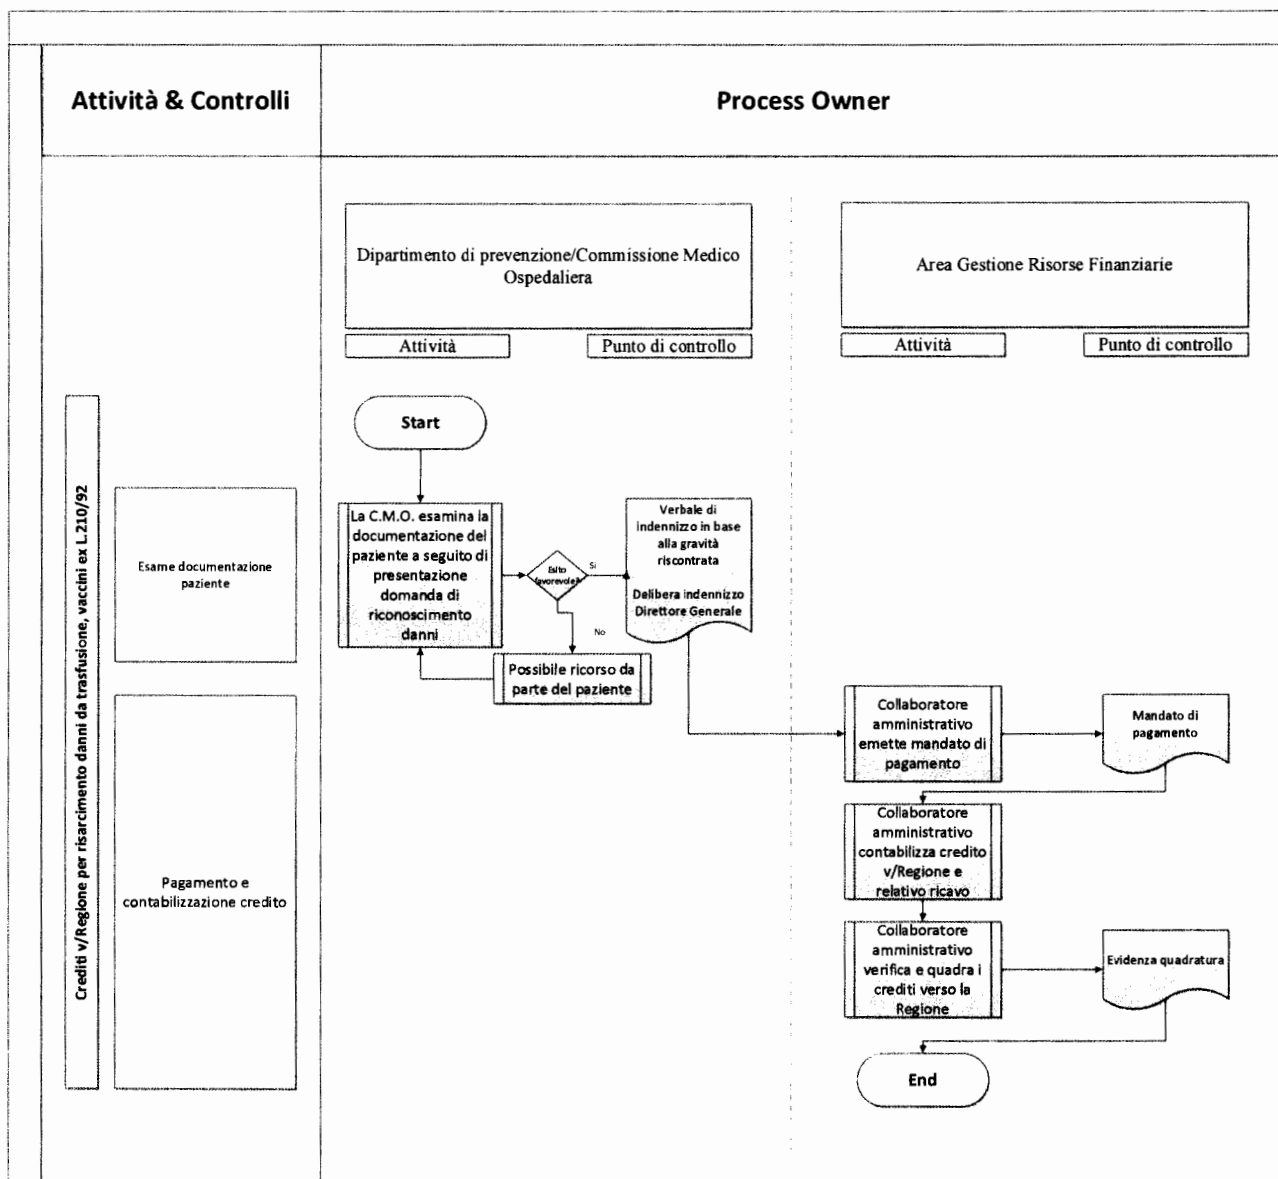 Attività & Controlli
Process Owner
Dipartimento di prevenzione/Commissione Medico
Ospedaliera
Area Gestione Risorse Finanziarie
Attività
Punto di controllo
Attività
Punto di controllo
Crediti v/Regione per risarcimento danni da trasfusione, vaccini ex L.210/92
Start
Esame documentazione
paziente
La C.M.O. esamina la
documentazione del
paziente a seguito di
presentazione
domanda di
riconoscimento
danni
Esito
favorevole?
Si
No
Verbale di
indennizzo in base
alla gravità
riscontrata
Delibera indennizzo
Direttore Generale
Possibile ricorso da
parte del paziente
Pagamento e
contabilizzazione credito
Collaboratore
amministrativo
emette mandato di
pagamento
Mandato di
pagamento
Collaboratore
amministrativo
contabilizza credito
v/Regione e
relativo ricavo
Collaboratore
amministrativo
verifica e quadra i
crediti verso la
Regione
Evidenza quadratura
End